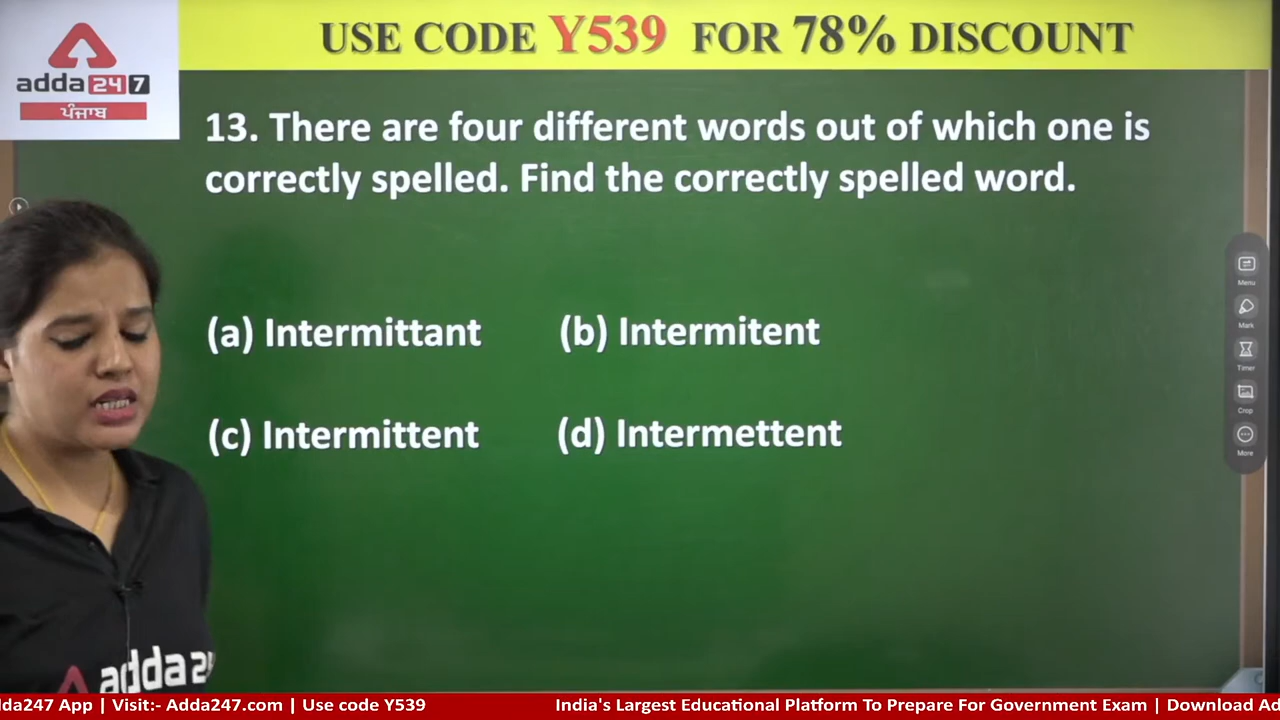 USE CODE Y539 FOR 78% DISCOUNT
adda247
ਪੰਜਾਬ
13. There are four different words out of which one is
correctly spelled. Find the correctly spelled word.
(a) Intermittant (b) Intermitent
(c) Intermittent (d) Intermettent
Menu
Mark
Timer
Crop
More
adda24
dda247 App | Visit:- Adda247.com | Use code Y539 India's Largest Educational Platform To Prepare For Government Exam | Download Ad